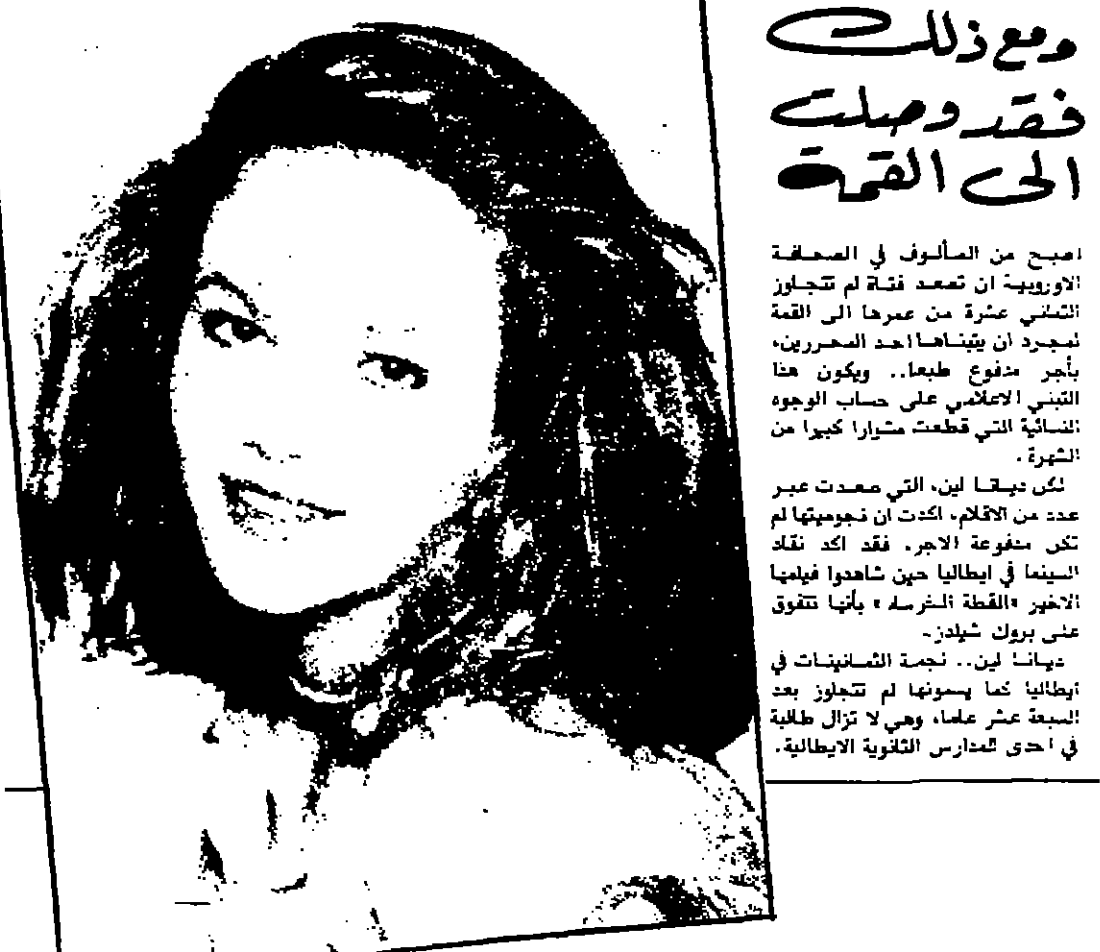 ومع ذلك
فقد وصلت
الى القمة
اصبح من المألوف في الصحافة
الاوروبية ان تصعد فتاة لم تتجاوز
الثماني عشرة من عمرها الى القمة
لمجرد ان يتبناها احد المحررين،
بأجر مدفوع طبعا.. ويكون هذا
التبني الاعلامي على حساب الوجوه
النسائية التي قطعت مشوارا كبيرا من
الشهرة.
لكن ديانا لين، التي صعدت عبر
عدد من الافلام، اكدت ان نجوميتها لم
تكن مدفوعة الاجر. فقد اكد نقاد
السينما في ايطاليا حين شاهدوا فيلمها
الاخير «القطة الشرسة» بأنها تتفوق
على بروك شيلدز.
ديانا لين.. نجمة الثمانينات في
ايطاليا كما يسمونها لم تتجاوز بعد
السبعة عشر عاما، وهي لا تزال طالبة
في احدى المدارس الثانوية الايطالية.